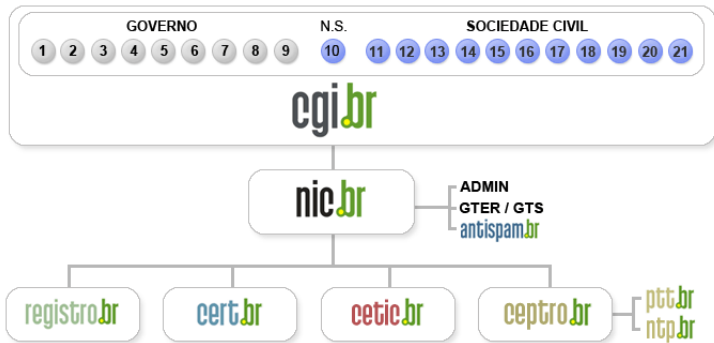 GOVERNO N.S. SOCIEDADE CIVIL
1 2 3 4 5 6 7 8 9 10 11 12 13 14 15 16 17 18 19 20 21
cgi.br
nic.br
ADMIN
GTER / GTS
antispam.br
registro.br cert.br cetic.br ceptro.br
ptt.br
ntp.br